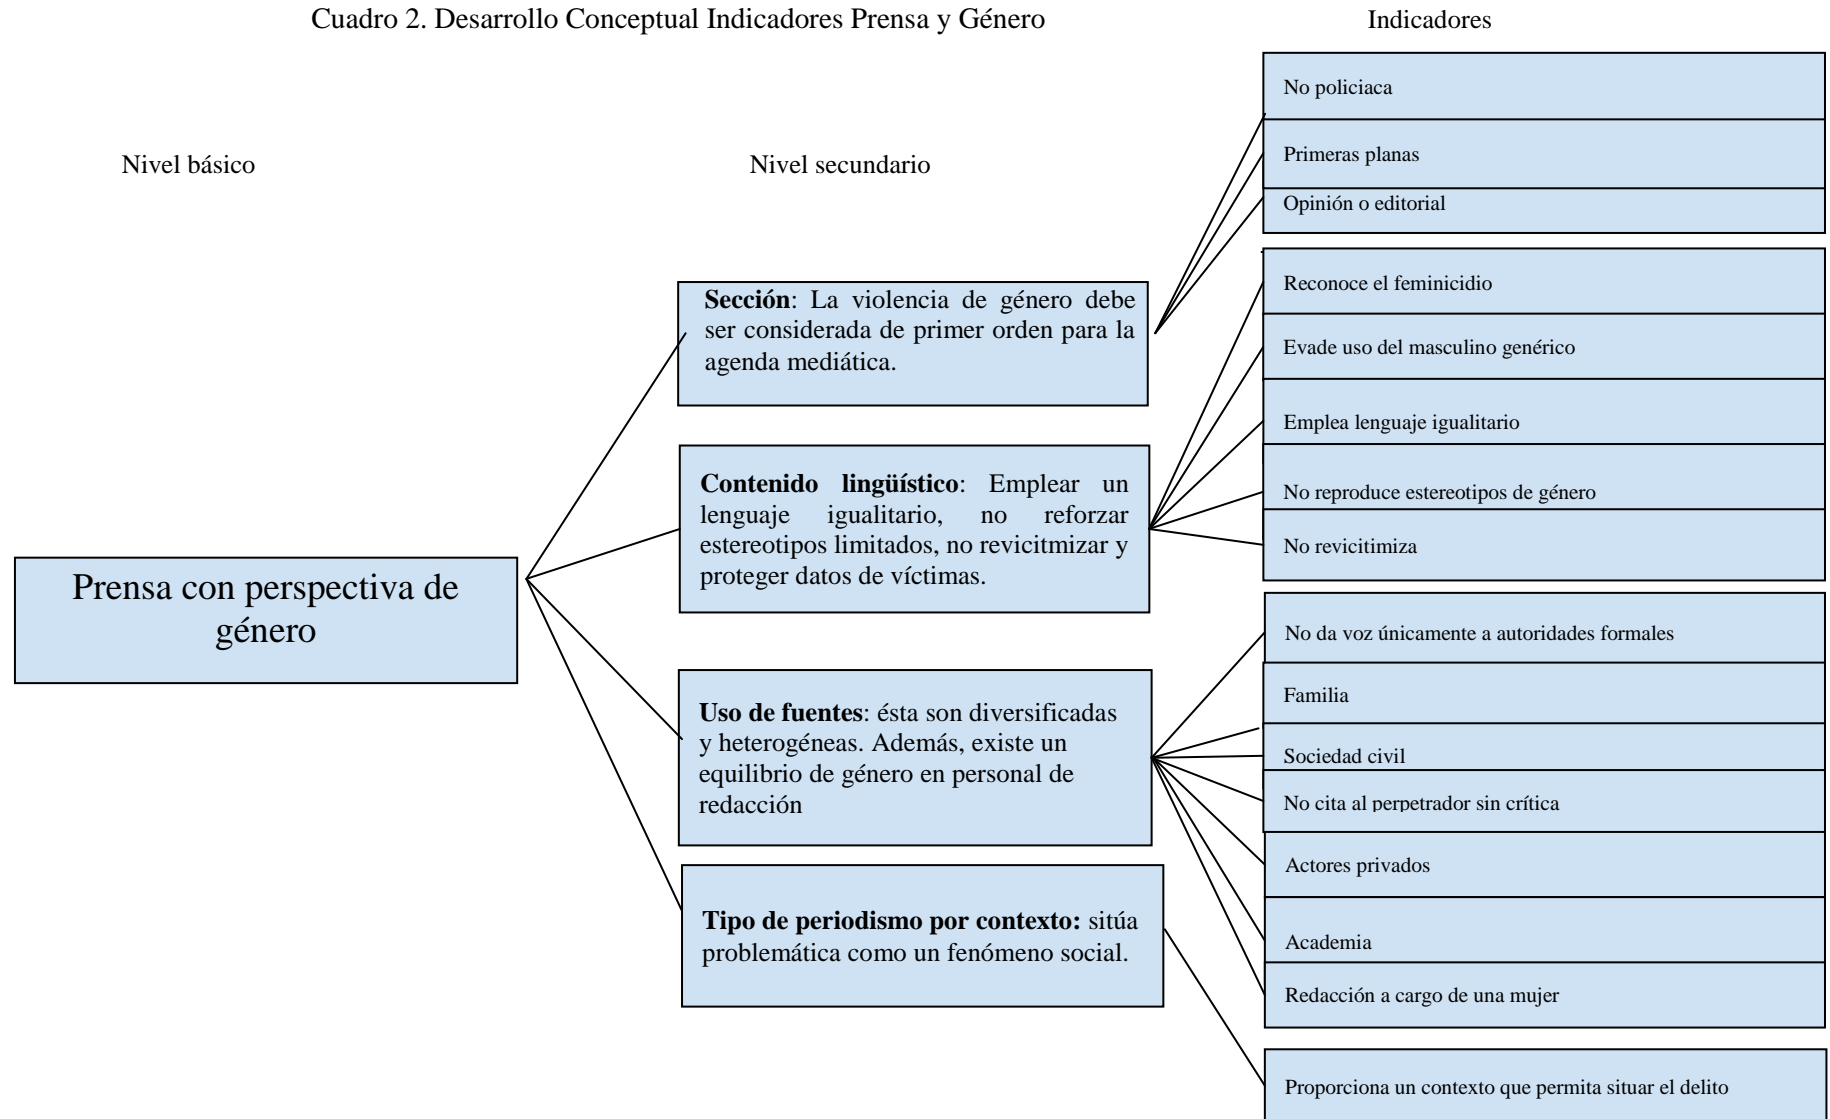 Cuadro 2. Desarrollo Conceptual Indicadores Prensa y Género
Indicadores
Nivel básico
Nivel secundario
Prensa con perspectiva de
género
Sección: La violencia de género debe
ser considerada de primer orden para la
agenda mediática.
Contenido lingüístico: Emplear un
lenguaje igualitario, no reforzar
estereotipos limitados, no revicitmizar y
proteger datos de víctimas.
Uso de fuentes: ésta son diversificadas
y heterogéneas. Además, existe un
equilibrio de género en personal de
redacción
Tipo de periodismo por contexto: sitúa
problemática como un fenómeno social.
No policiaca
Primeras planas
Opinión o editorial
Reconoce el feminicidio
Evade uso del masculino genérico
Emplea lenguaje igualitario
No reproduce estereotipos de género
No revicitimiza
No da voz únicamente a autoridades formales
Familia
Sociedad civil
No cita al perpetrador sin crítica
Actores privados
Academia
Redacción a cargo de una mujer
Proporciona un contexto que permita situar el delito